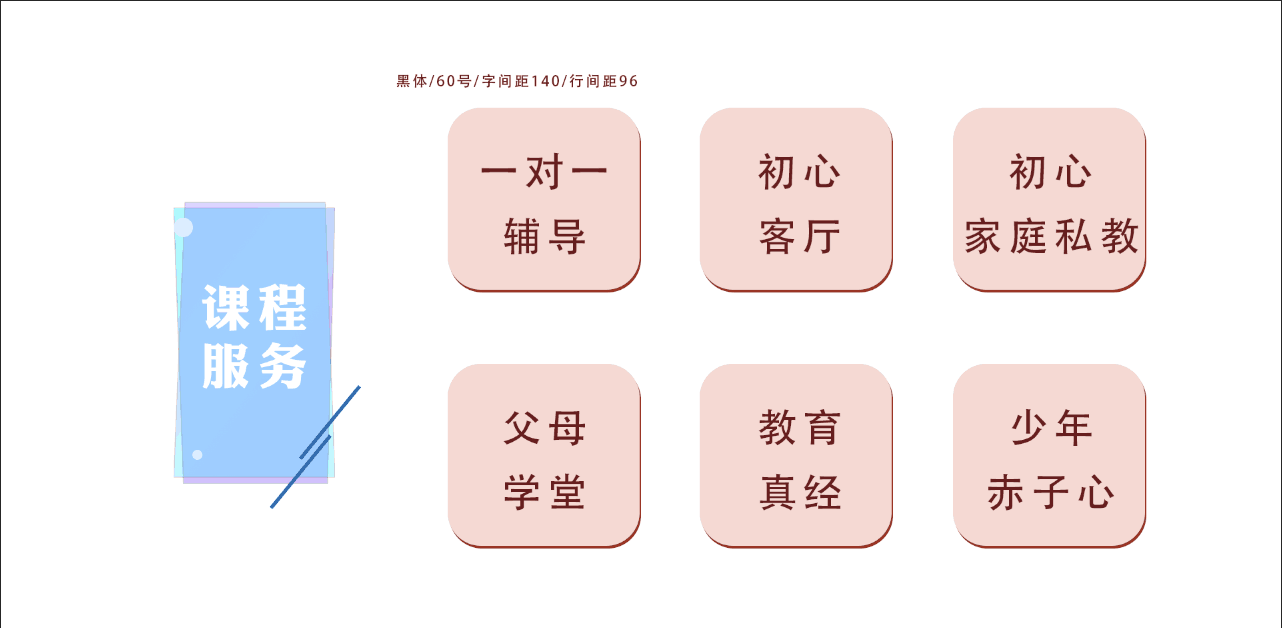 黑体/60号/字间距140/行间距96
课程
服务
一对一
辅导
初心
客厅
初心
家庭私教
父母
学堂
教育
真经
少年
赤子心